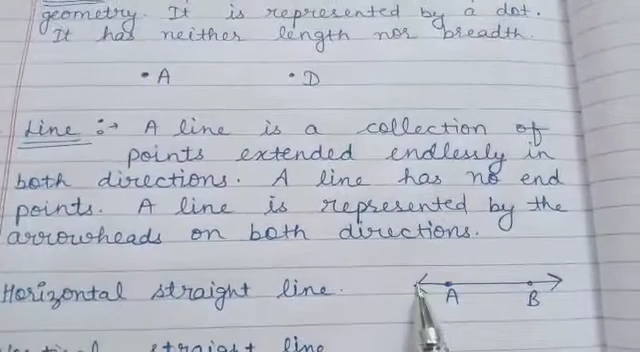 geometry. It is represented by a dot.
It has neither length nor breadth.
• A • D
Line :→ A line is a collection of
points extended endlessly in
both directions. A line has no end
points. A line is represented by the
arrowheads on both directions.
Horizontal straight line.
A B
straight line